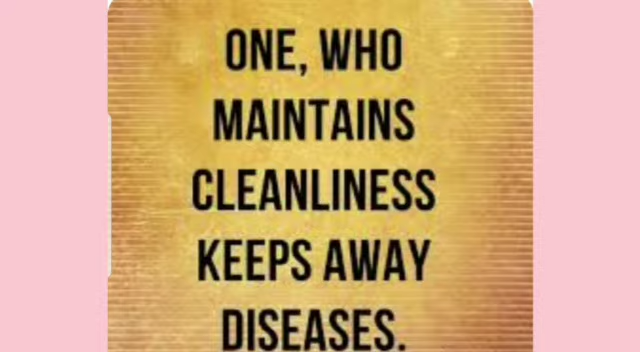 ONE, WHO
MAINTAINS
CLEANLINESS
KEEPS AWAY
DISEASES.